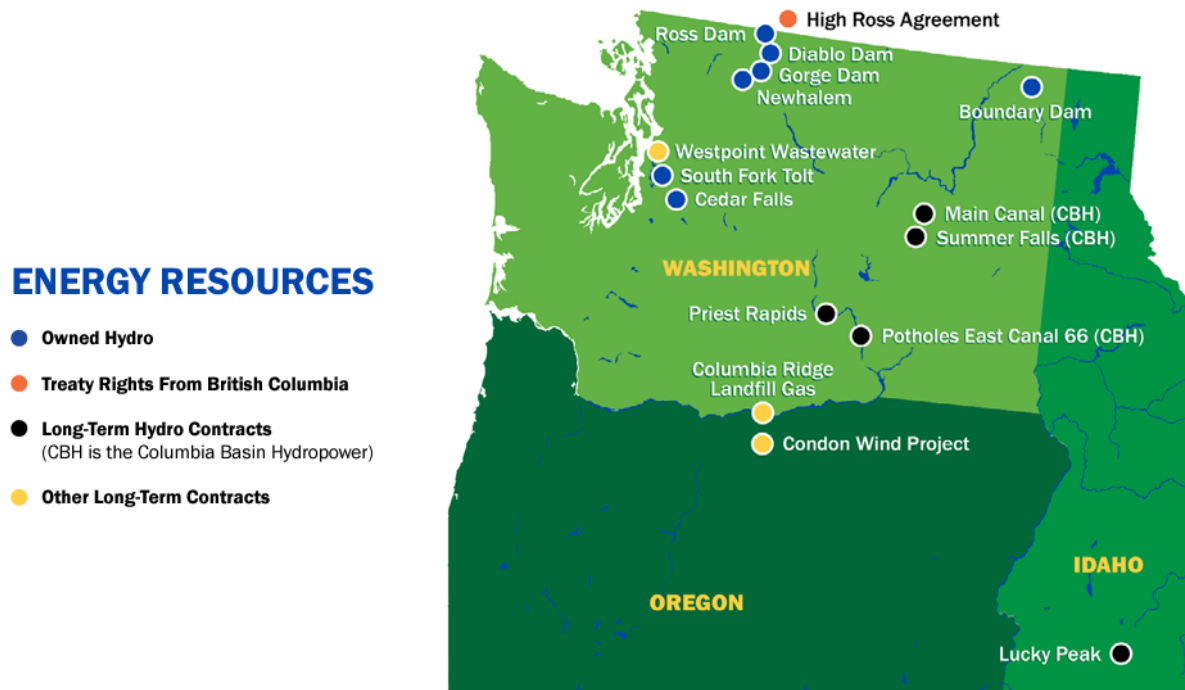 High Ross Agreement
Ross Dam
Diablo Dam
Gorge Dam
Newhalem
Boundary Dam
Westpoint Wastewater
South Fork Tolt
Cedar Falls
Main Canal (CBH)
Summer Falls (CBH)
WASHINGTON
ENERGY RESOURCES
Owned Hydro
Treaty Rights From British Columbia
Long-Term Hydro Contracts
(CBH is the Columbia Basin Hydropower)
Other Long-Term Contracts
Priest Rapids
Potholes East Canal 66 (CBH)
Columbia Ridge
Landfill Gas
Condon Wind Project
OREGON
IDAHO
Lucky Peak